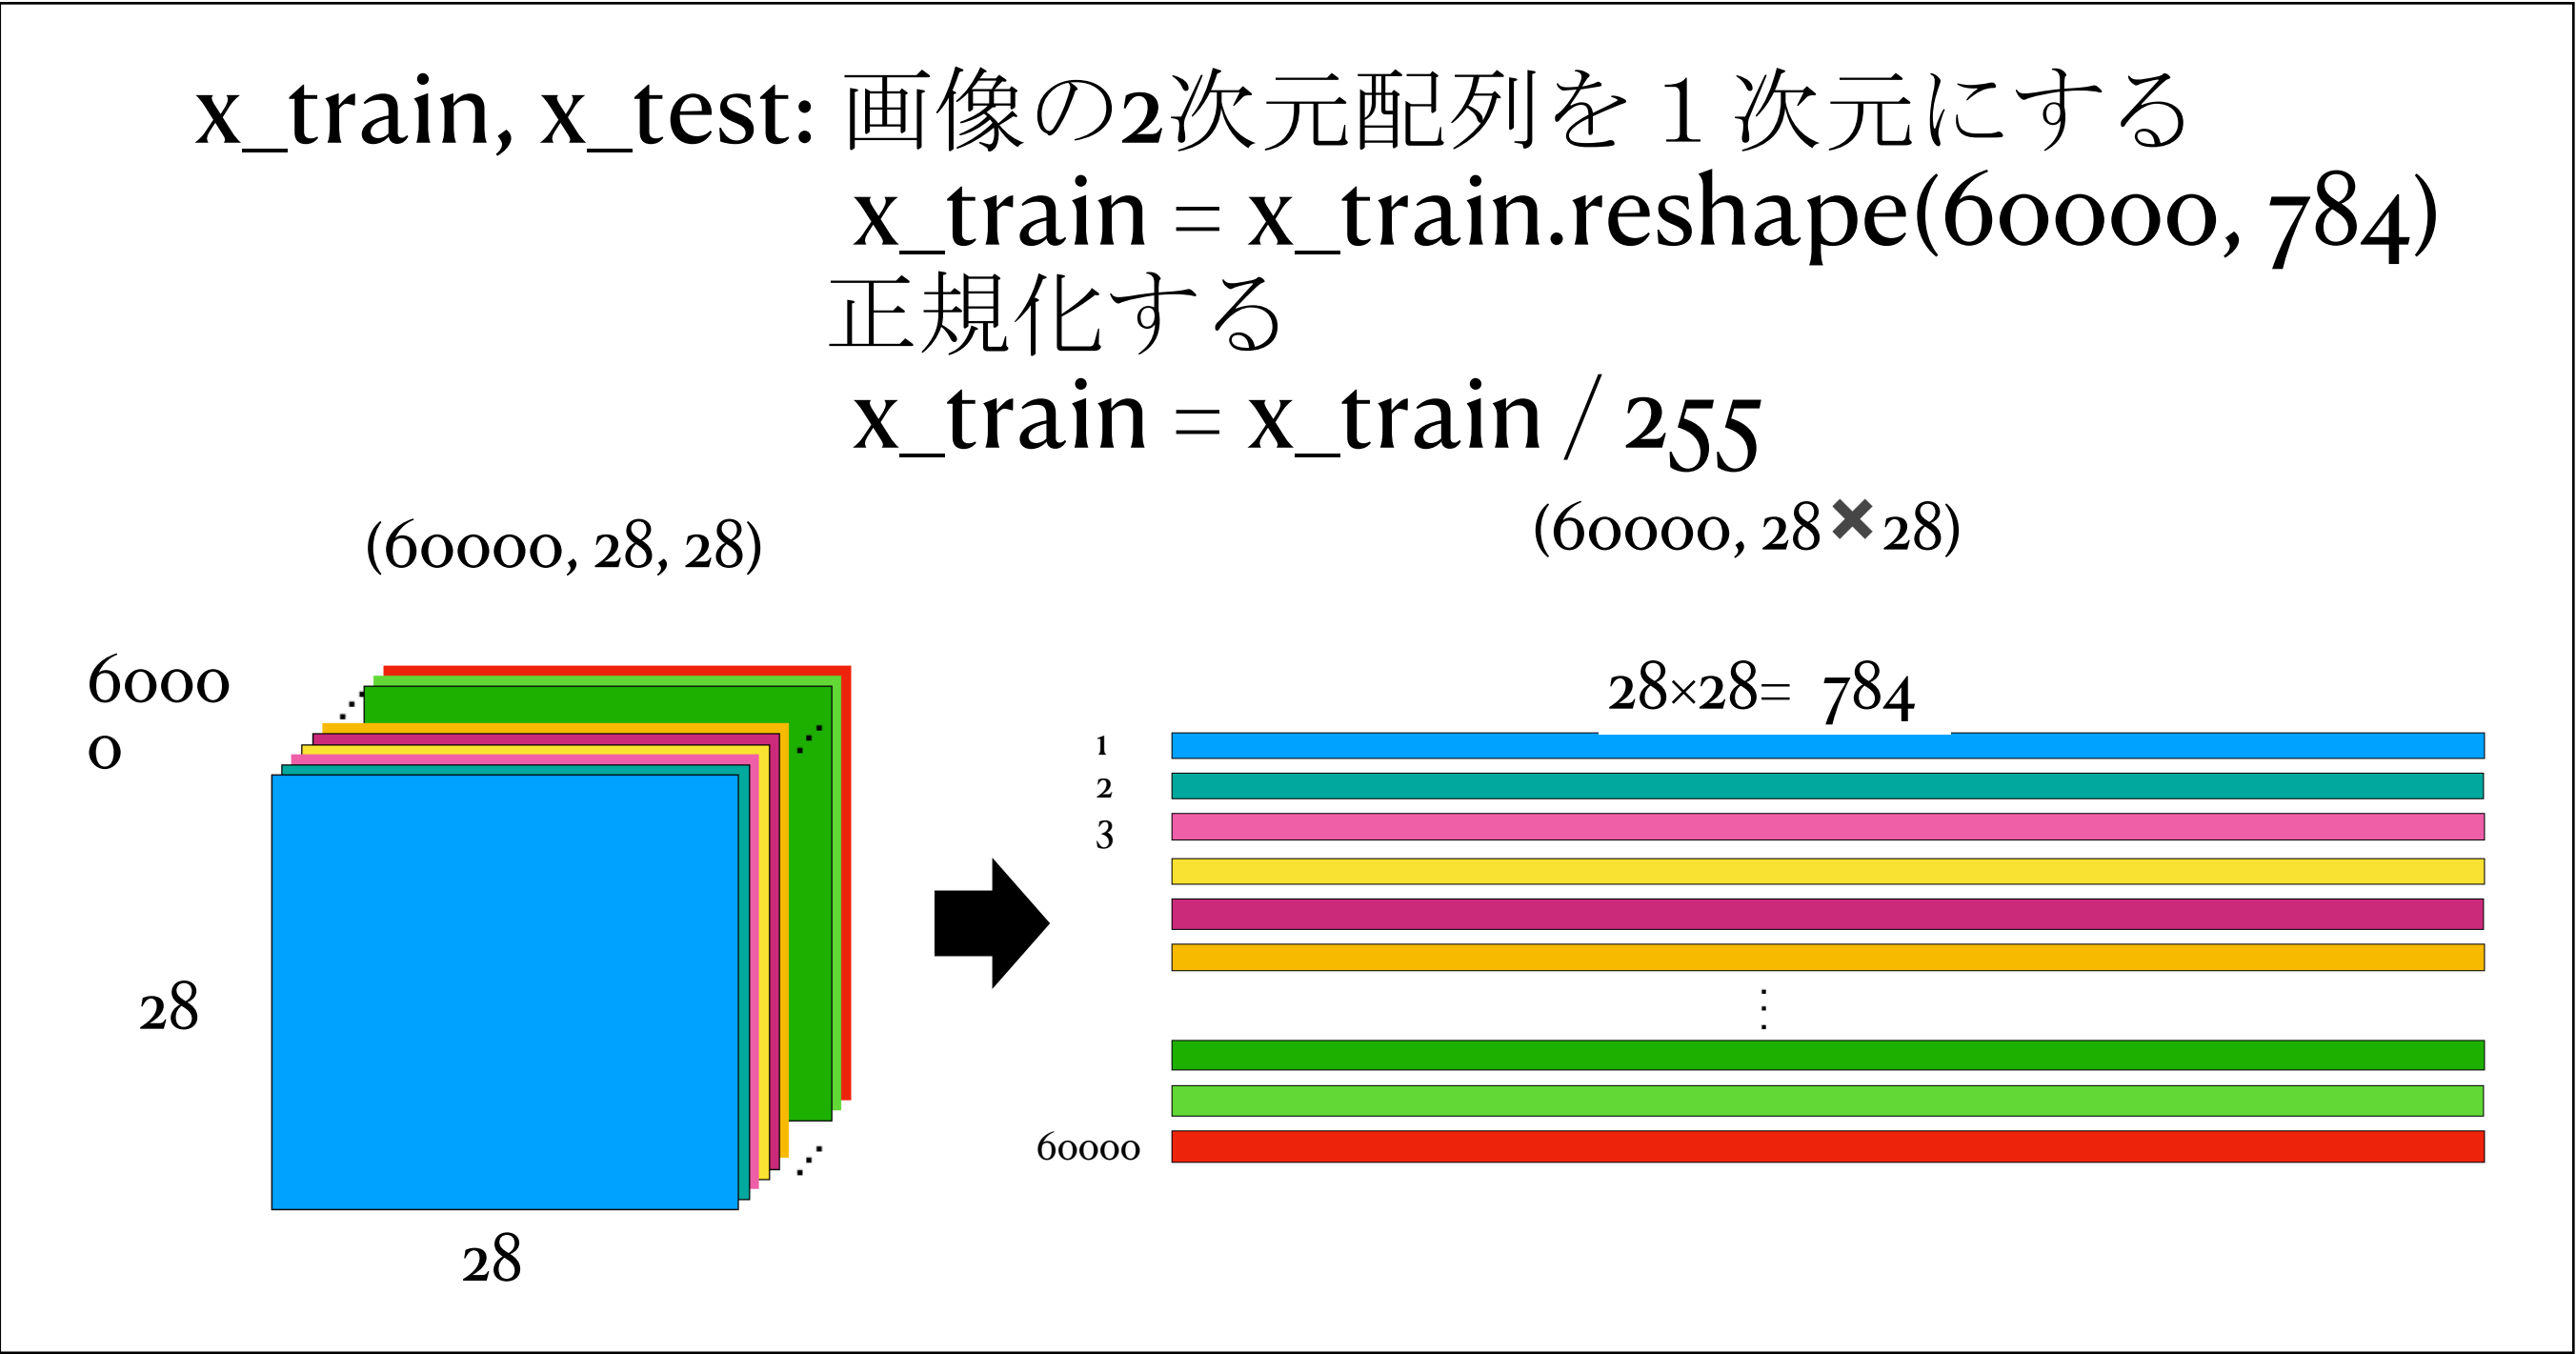 x_train, x_test: 画像の2次元配列を１次元にする
x_train = x_train.reshape(60000, 784)
正規化する
x_train = x_train / 255
(60000, 28, 28)
(60000, 28✖28)
6000
0
28
28
28×28= 784
1
2
3
⋮
60000